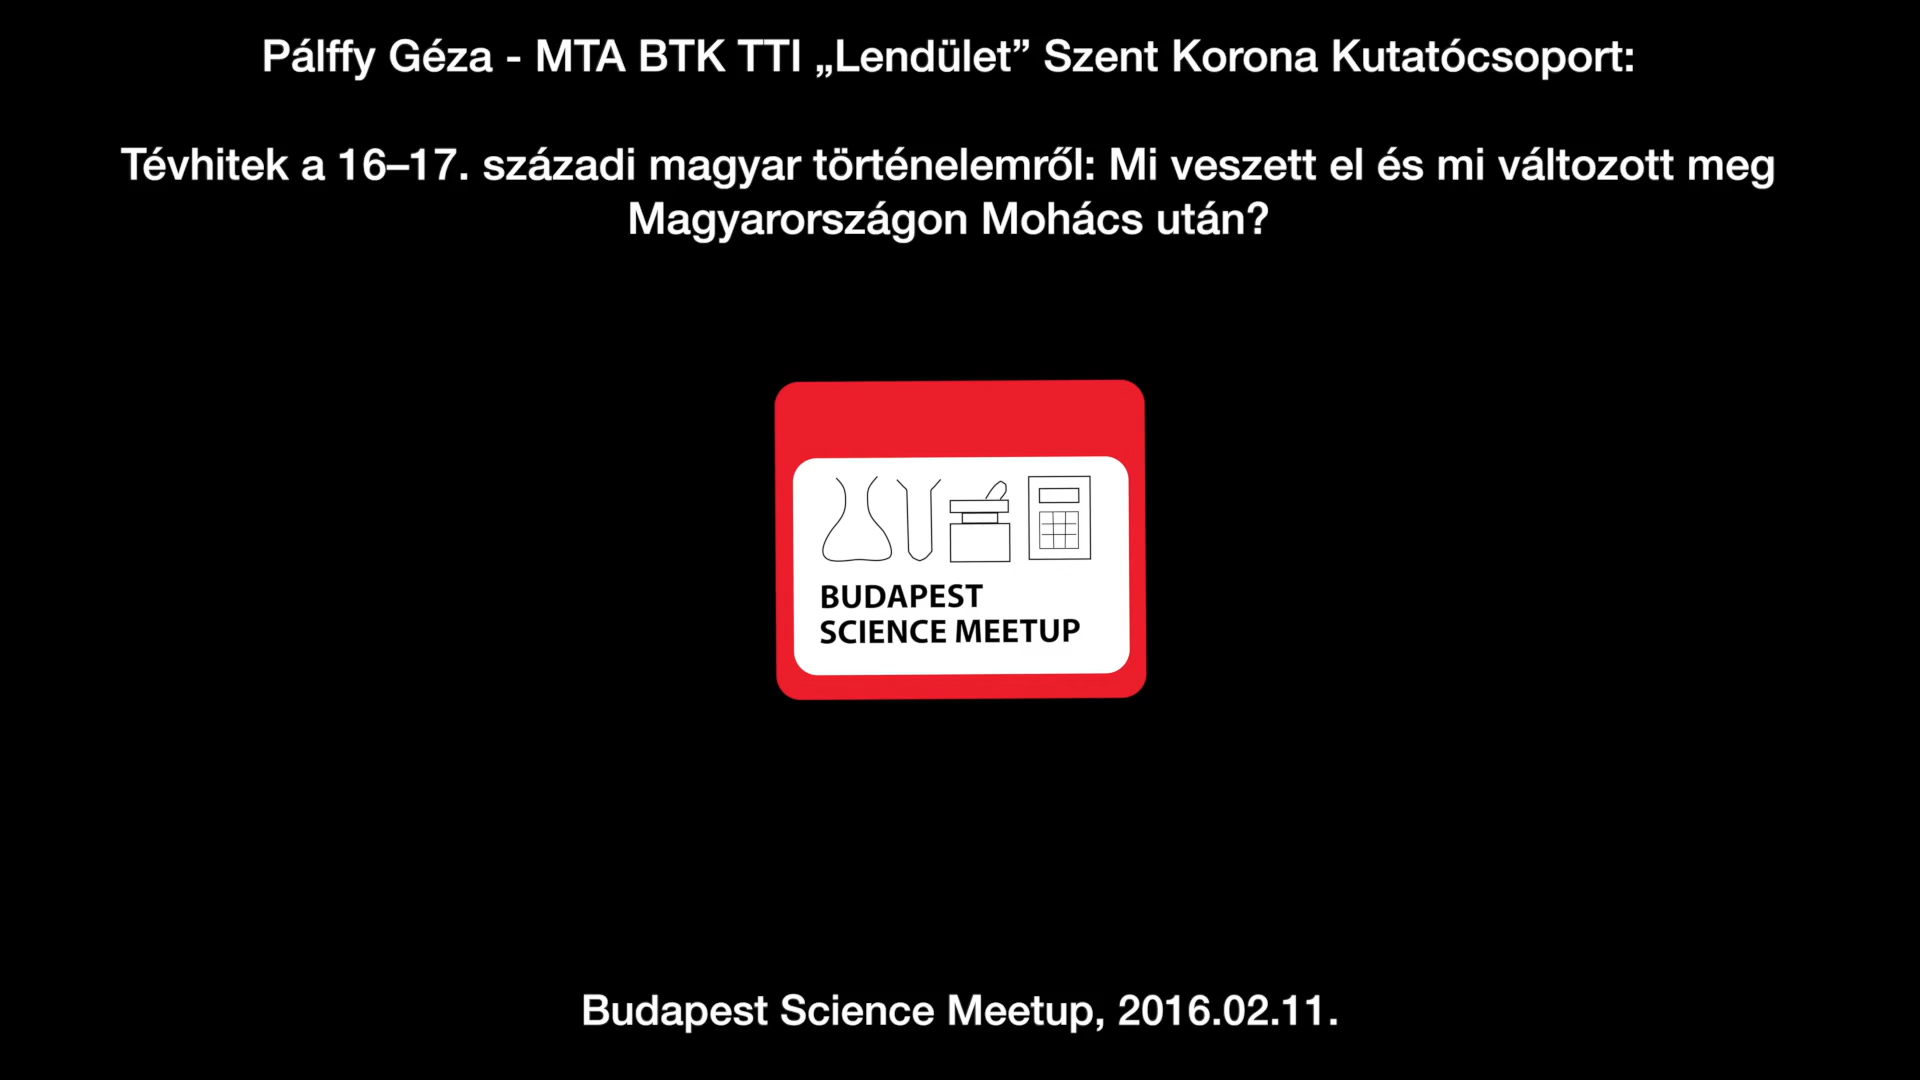 Pálffy Géza - MTA BTK TTI „Lendület” Szent Korona Kutatócsoport:
Tévhitek a 16–17. századi magyar történelemről: Mi veszett el és mi változott meg
Magyarországon Mohács után?
BUDAPEST
SCIENCE MEETUP
Budapest Science Meetup, 2016.02.11.